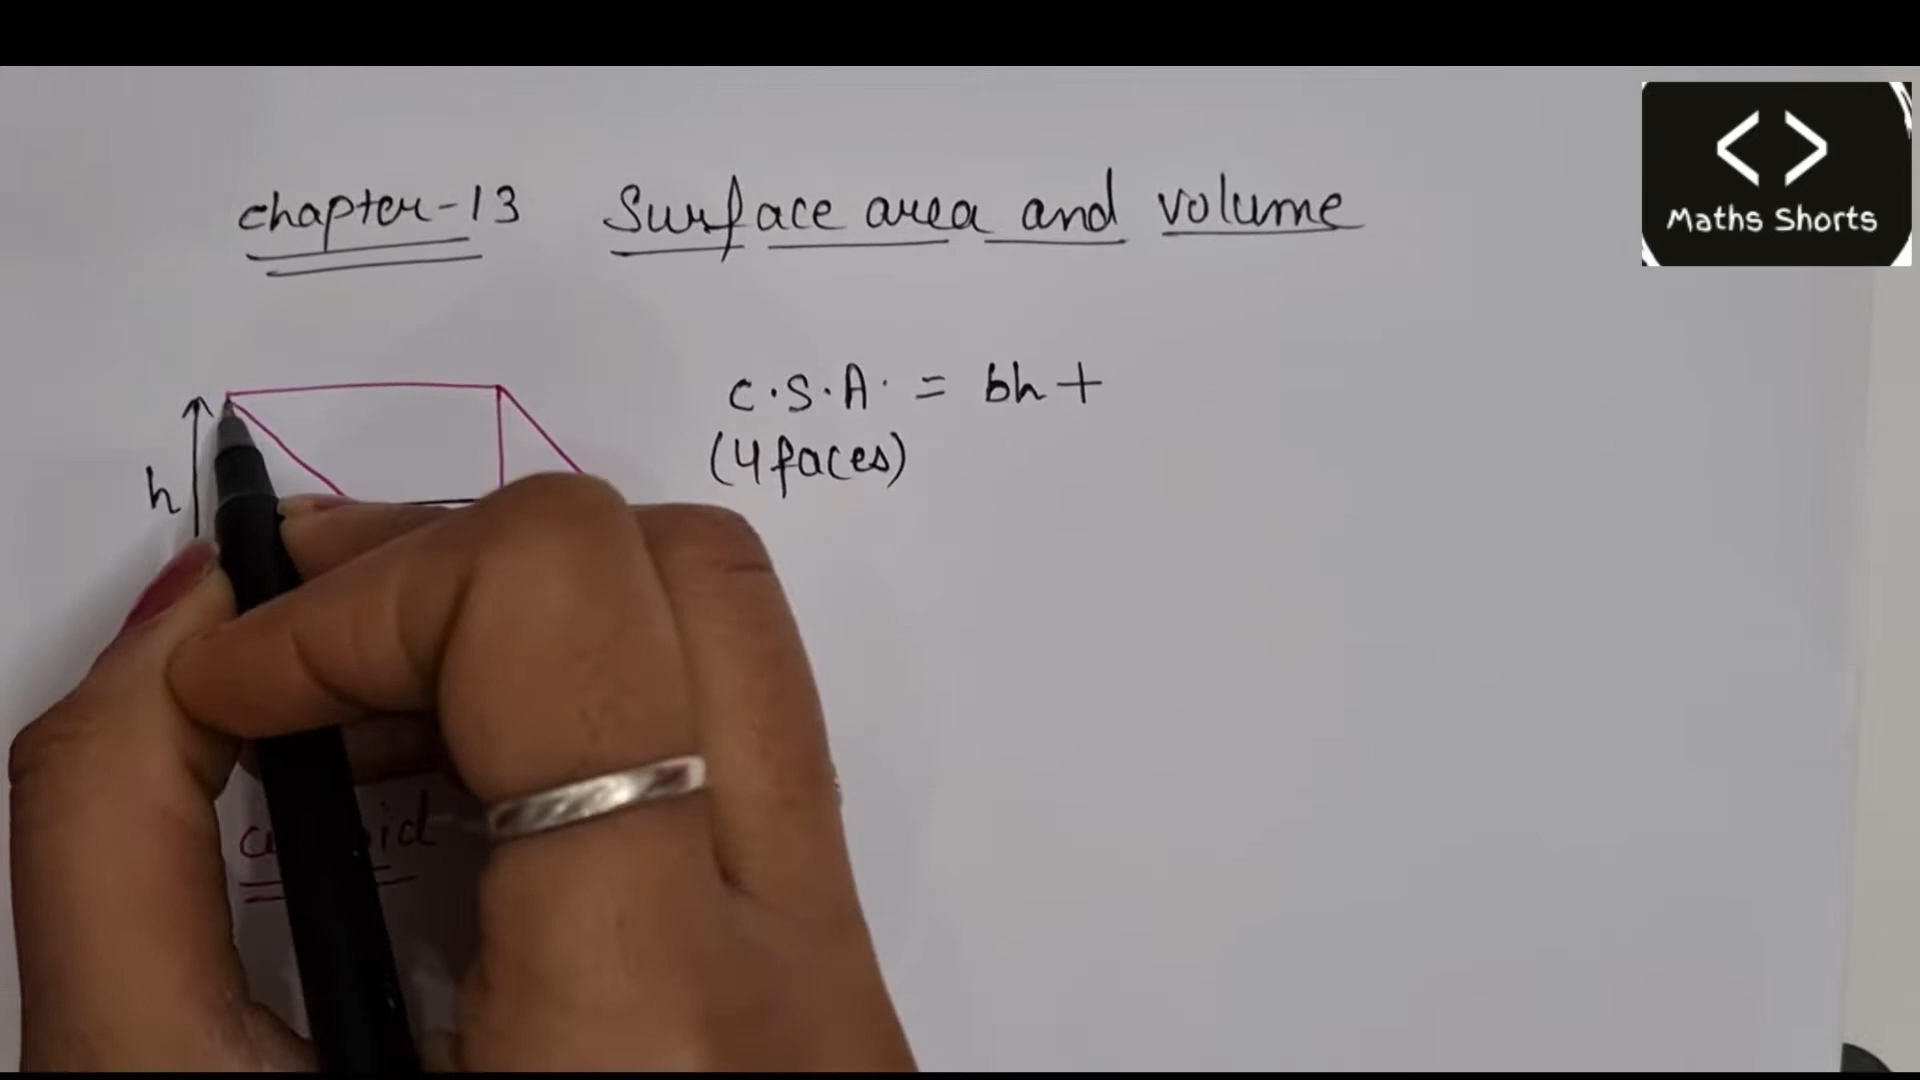 chapter-13 Surface area and volume
<> Maths Shorts
C.S.A. = bh +
(4 faces)
h